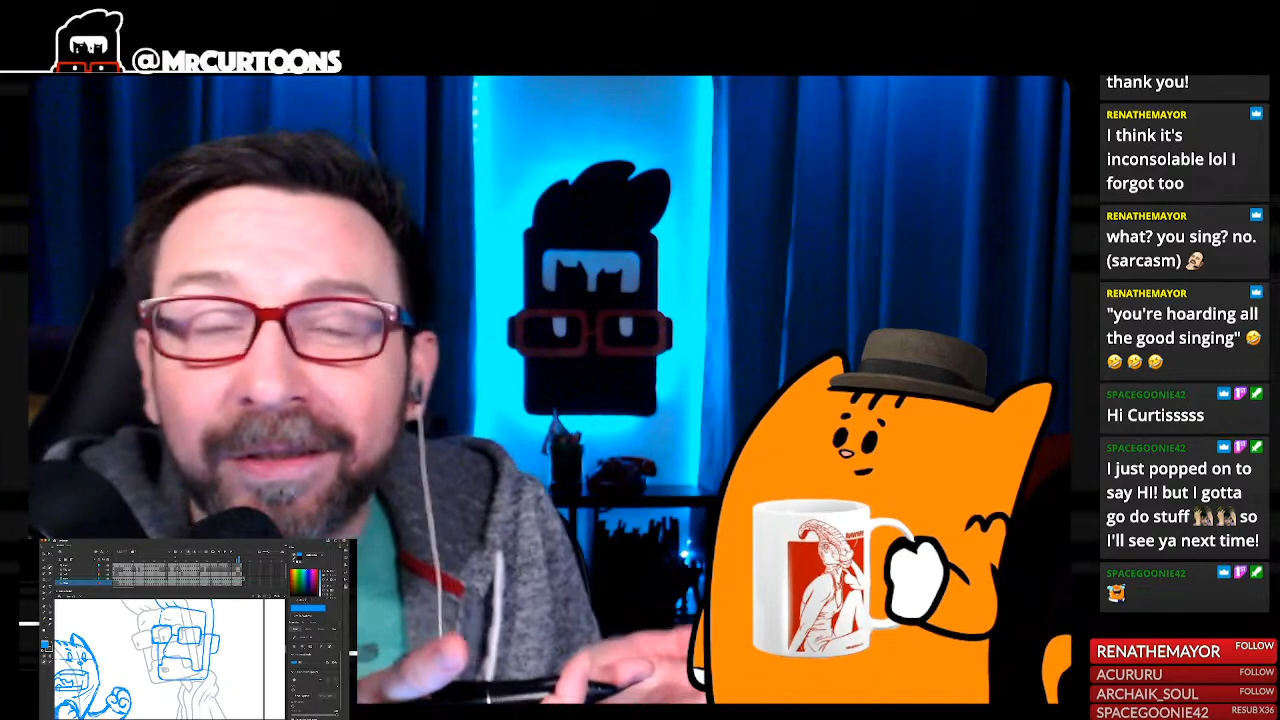 @MRCURTOONS
thank you!
RENATHEMAYOR
I think it's
inconsolable lol I
forgot too
RENATHEMAYOR
what? you sing? no.
(sarcasm)
RENATHEMAYOR
"you're hoarding all
the good singing" 🤣
🤣 🤣 🤣
SPACEGOONIE42
Hi Curtisssss
SPACEGOONIE42
I just popped on to
say HI! but I gotta
go do stuff so
I'll see ya next time!
SPACEGOONIE42
RENATHEMAYOR FOLLOW
ACURURU FOLLOW
ARCHAIK_SOUL FOLLOW
SPACEGOONIE42 RESUB X36